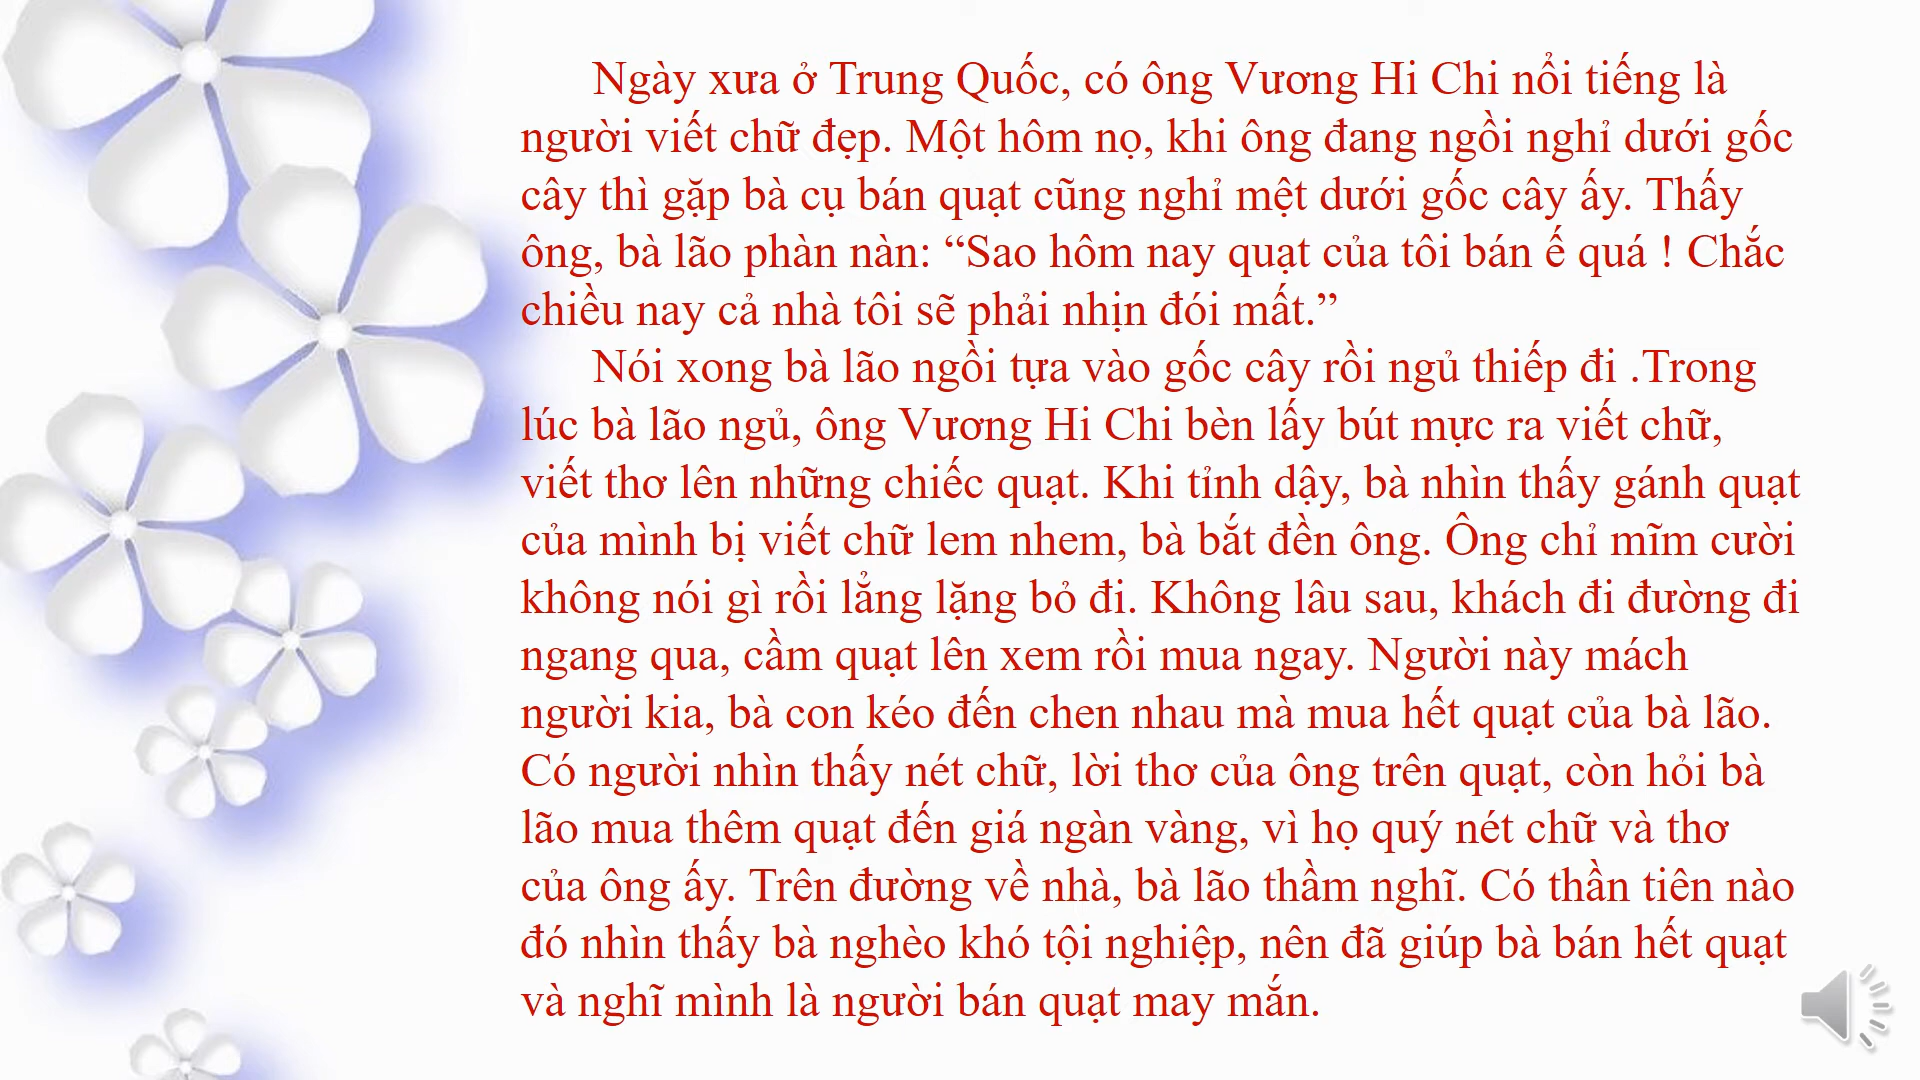 Ngày xưa ở Trung Quốc, có ông Vương Hi Chi nổi tiếng là
người viết chữ đẹp. Một hôm nọ, khi ông đang ngồi nghỉ dưới gốc
cây thì gặp bà cụ bán quạt cũng nghỉ mệt dưới gốc cây ấy. Thấy
ông, bà lão phàn nàn: “Sao hôm nay quạt của tôi bán ế quá ! Chắc
chiều nay cả nhà tôi sẽ phải nhịn đói mất.”
Nói xong bà lão ngồi tựa vào gốc cây rồi ngủ thiếp đi .Trong
lúc bà lão ngủ, ông Vương Hi Chi bèn lấy bút mực ra viết chữ,
viết thơ lên những chiếc quạt. Khi tỉnh dậy, bà nhìn thấy gánh quạt
của mình bị viết chữ lem nhem, bà bắt đền ông. Ông chỉ mĩm cười
không nói gì rồi lẳng lặng bỏ đi. Không lâu sau, khách đi đường đi
ngang qua, cầm quạt lên xem rồi mua ngay. Người này mách
người kia, bà con kéo đến chen nhau mà mua hết quạt của bà lão.
Có người nhìn thấy nét chữ, lời thơ của ông trên quạt, còn hỏi bà
lão mua thêm quạt đến giá ngàn vàng, vì họ quý nét chữ và thơ
của ông ấy. Trên đường về nhà, bà lão thầm nghĩ. Có thần tiên nào
đó nhìn thấy bà nghèo khó tội nghiệp, nên đã giúp bà bán hết quạt
và nghĩ mình là người bán quạt may mắn.